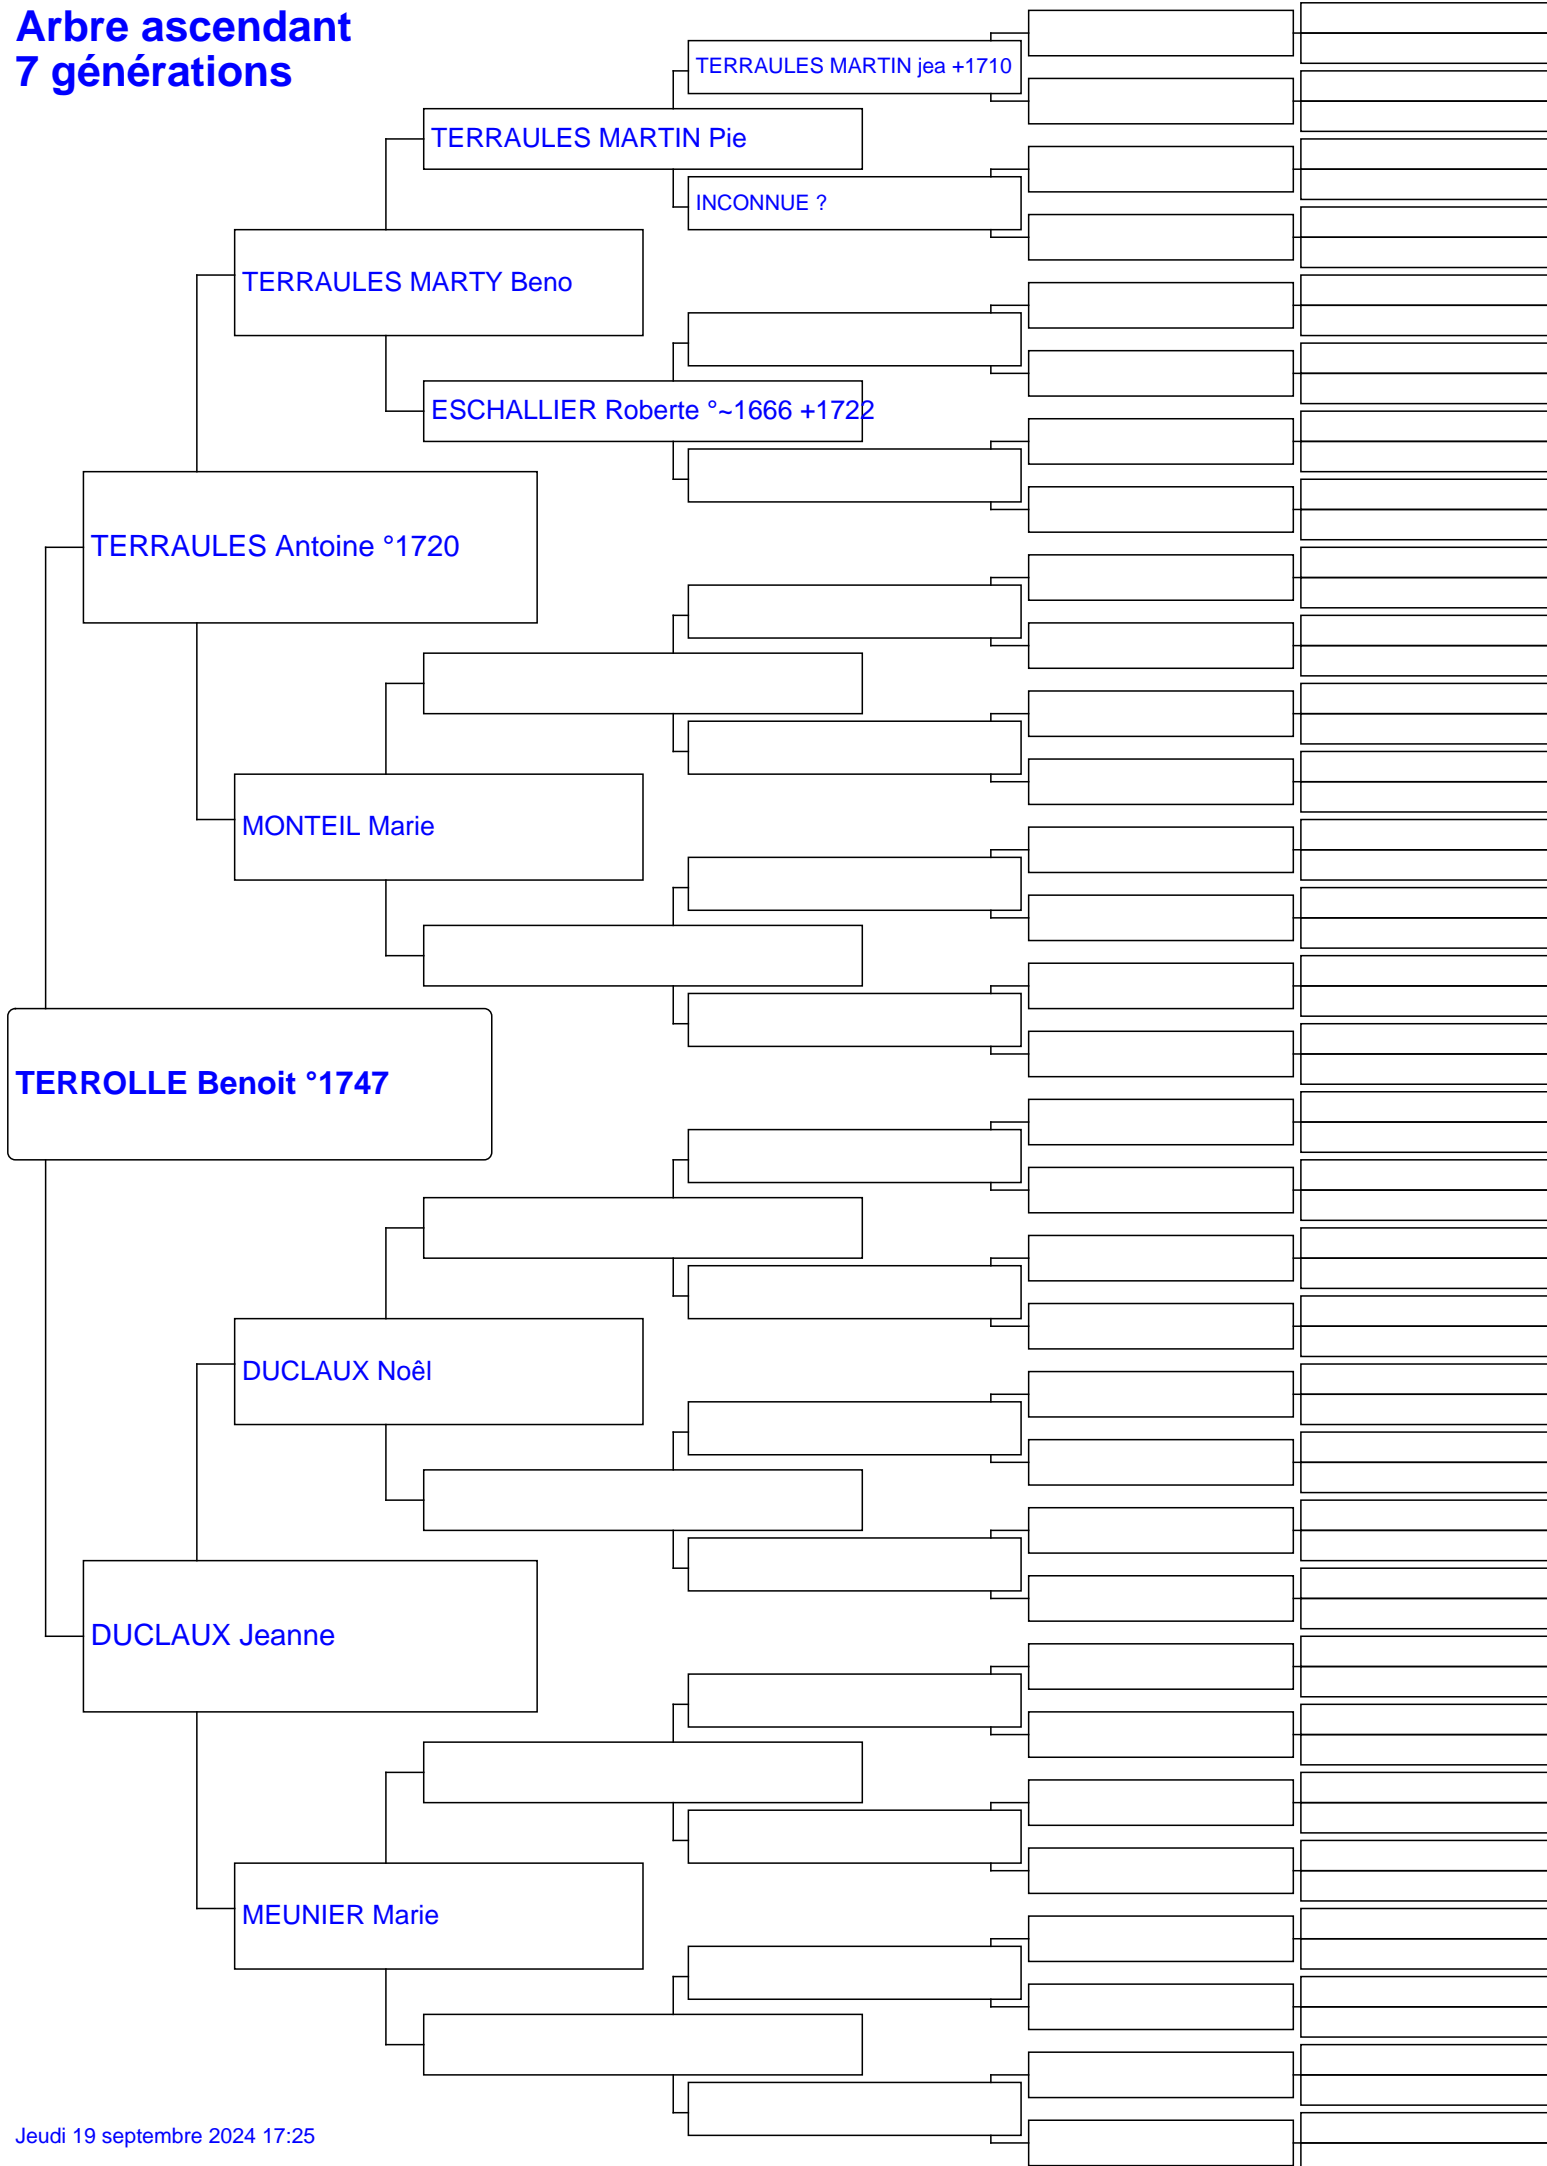 Arbre ascendant
7 générations
TERRAULES MARTIN jea +1710
TERRAULES MARTIN Pie
INCONNUE ?
TERRAULES MARTY Beno
ESCHALLIER Roberte °~1666 +1722
TERRAULES Antoine °1720
MONTEIL Marie
TERROLLE Benoit °1747
DUCLAUX Noêl
DUCLAUX Jeanne
MEUNIER Marie
Jeudi 19 septembre 2024 17:25